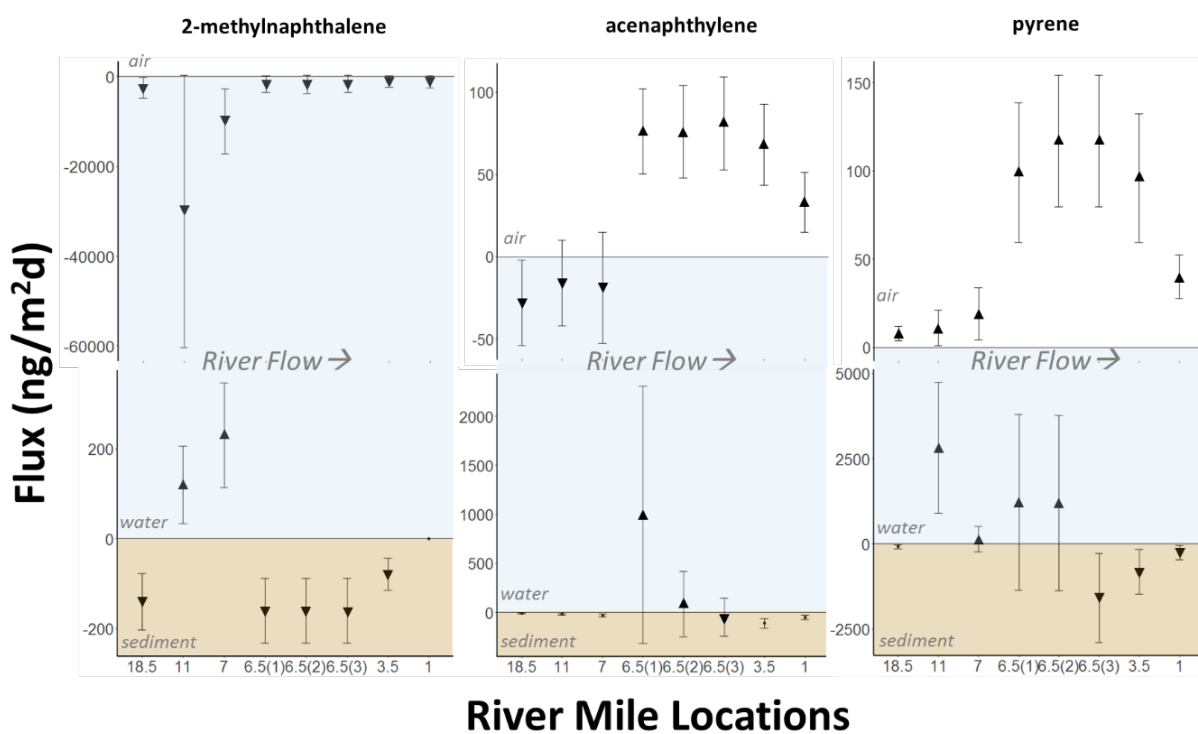 2-methylnaphthalene acenaphthylene pyrene
air
0
-20000
-40000
-60000
100
50
air
0
-50
150
100
50
air
0
River Flow →
River Flow →
River Flow →
200
water
0
-200
sediment
2000
1500
1000
500
water
0
sediment
5000
2500
water
0
-2500
sediment
18.5 11 7 6.5(1) 6.5(2) 6.5(3) 3.5 1
18.5 11 7 6.5(1) 6.5(2) 6.5(3) 3.5 1
18.5 11 7 6.5(1) 6.5(2) 6.5(3) 3.5 1
Flux (ng/m²d)
River Mile Locations